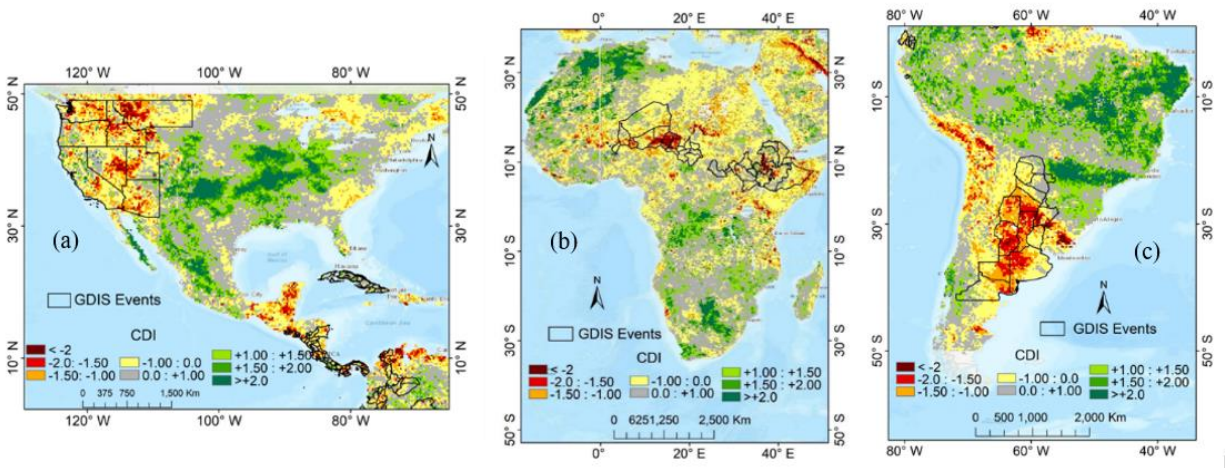 120° W 100° W 80° W
50° N
30° N
10° N
50° N
30° N
10° N
N
(a)
GDIS Events
CDI
< -2
-2.0: -1.50
-1.50: -1.00
-1.00 : 0.0
0.0 : +1.00
+1.00 : +1.50
+1.50 : +2.00
>+2.0
0 375 750 1,500 Km
120° W 100° W 80° W
0° 20° E 40° E
30° N
10° N
10° S
30° S
50° S
30° N
10° N
10° S
30° S
50° S
(b)
N
GDIS Events
CDI
< -2
-2.0 : -1.50
-1.50 : -1.00
-1.00 : 0.0
0.0 : +1.00
+1.00 : +1.50
+1.50 : +2.00
>+2.0
0 6251,250 2,500 Km
0° 20° E 40° E
80° W 60° W 40° W
10° S
30° S
50° S
10° S
30° S
50° S
(c)
N
GDIS Events
CDI
< -2
-2.0 : -1.50
-1.50 : -1.00
-1.00 : 0.0
0.0 : +1.00
+1.00 : +1.50
+1.50 : +2.00
>+2.0
0 500 1,000 2,000 Km
80° W 60° W 40° W